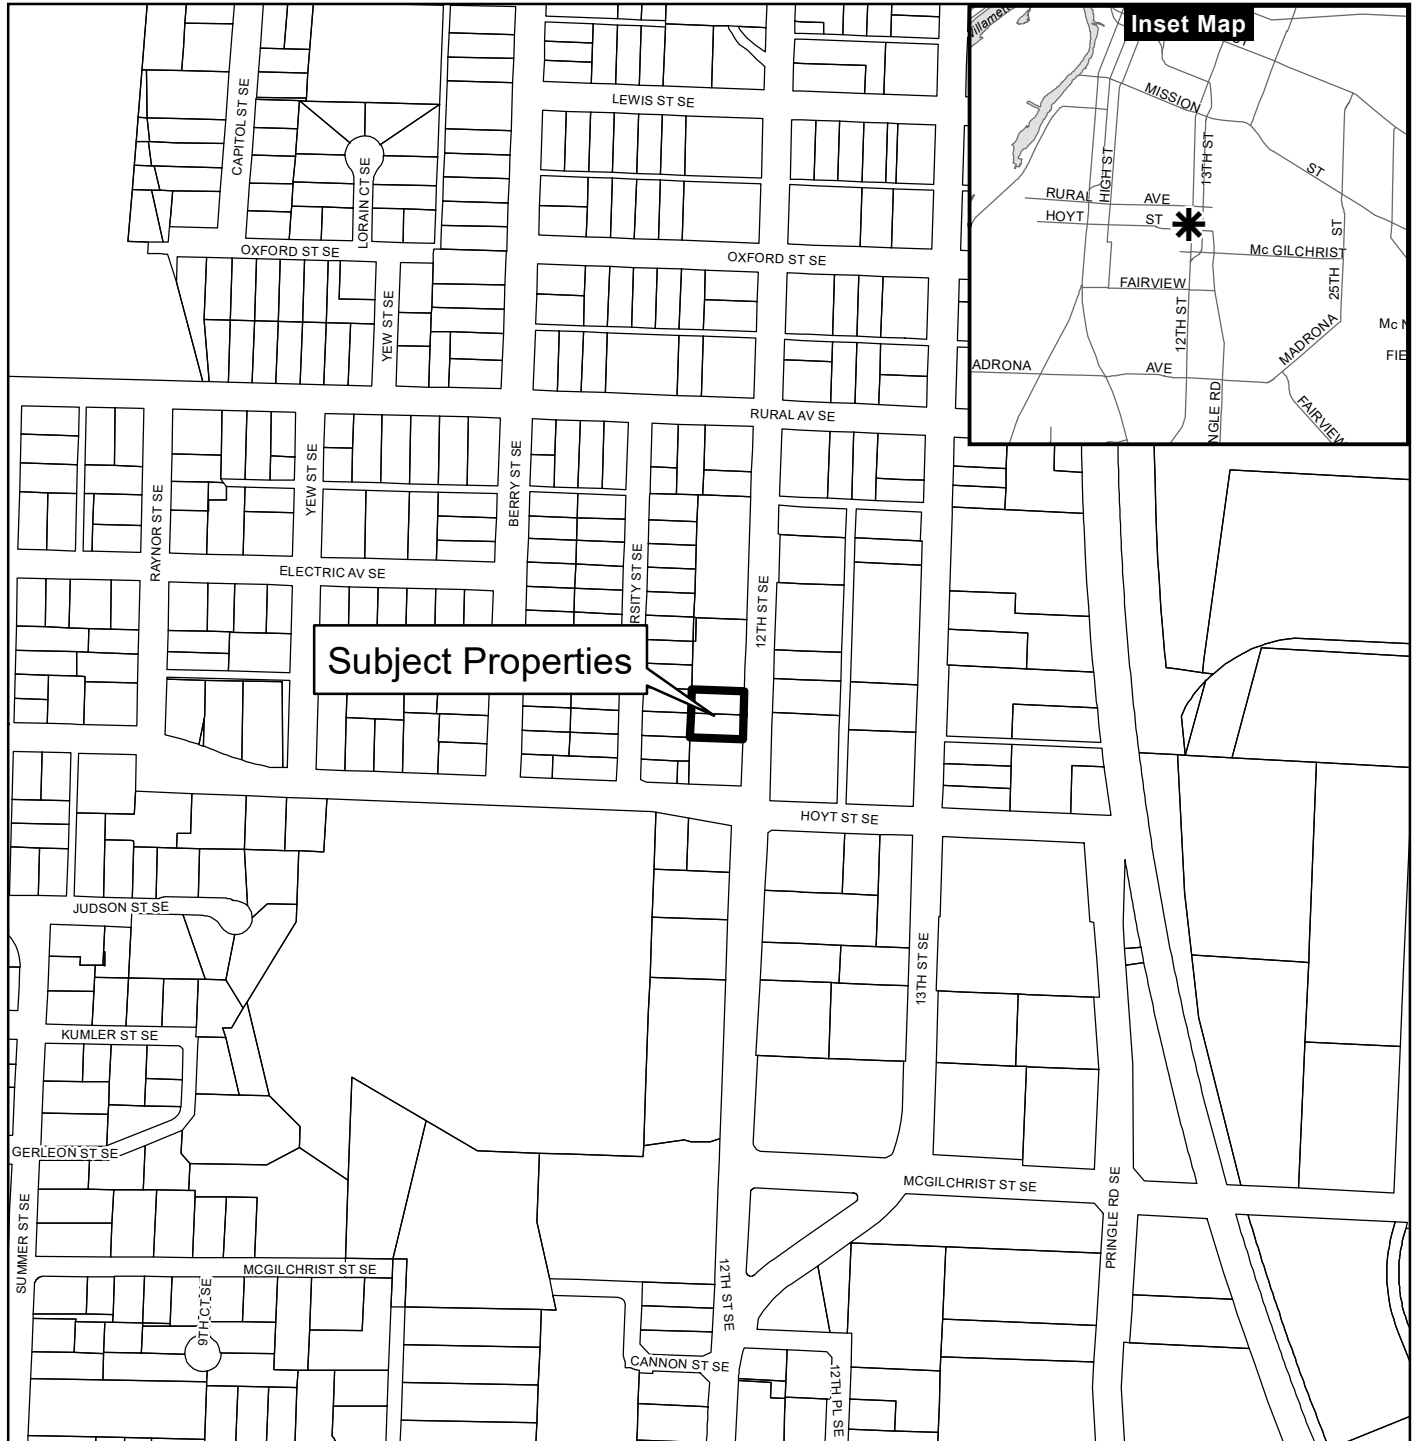 Inset Map
MISSION
13TH ST
HIGH ST
ST
RURAL
AVE
HOYT
ST
ST
Mc GILCHRIST
25TH
FAIRVIEW
12TH ST
MADRONA
ADRONA
AVE
FIE
NGLE RD
LEWIS ST SE
CAPITOL ST SE
LORAIN CT SE
OXFORD ST SE
OXFORD ST SE
YEW ST SE
RURAL AV SE
YEW ST SE
BERRY ST SE
RAYNOR ST SE
ELECTRIC AV SE
RSITY ST SE
12TH ST SE
Subject Properties
HOYT ST SE
JUDSON ST SE
13TH ST SE
KUMLER ST SE
GERLEON ST SE
MCGILCHRIST ST SE
PRINGLE RD SE
SUMMER ST SE
MCGILCHRIST ST SE
12TH ST SE
9TH CT SE
CANNON ST SE
12TH PL SE